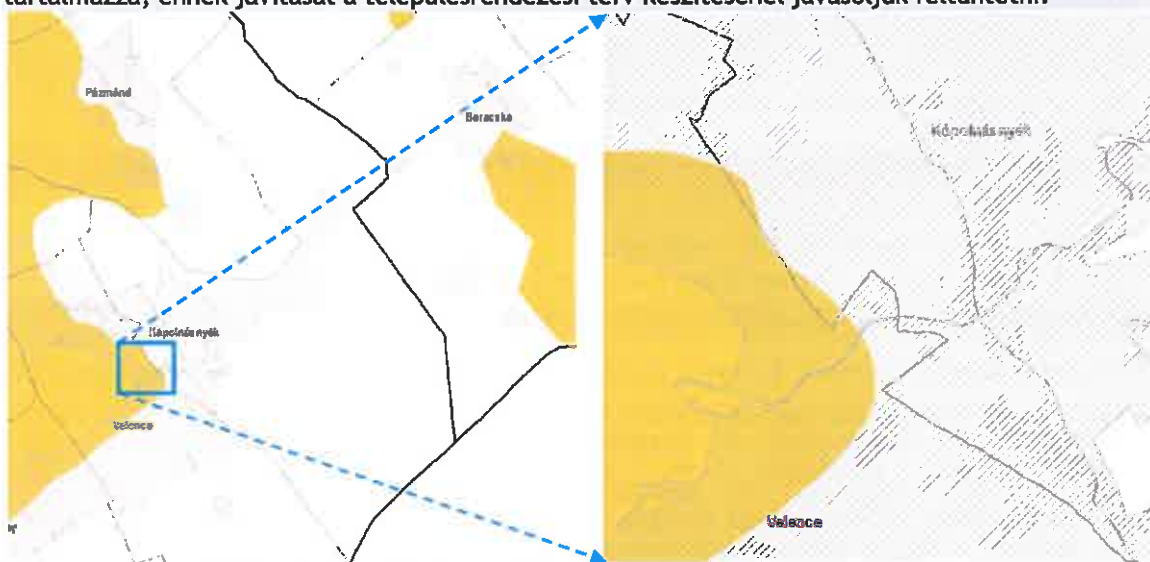 tartalmazza, ennek javítását a településrendezési terv készítésénél javasoljuk feltüntetni.
Pázmánd
Baracska
Kápolnásnyék
Kápolnásnyék
Velence
Velence